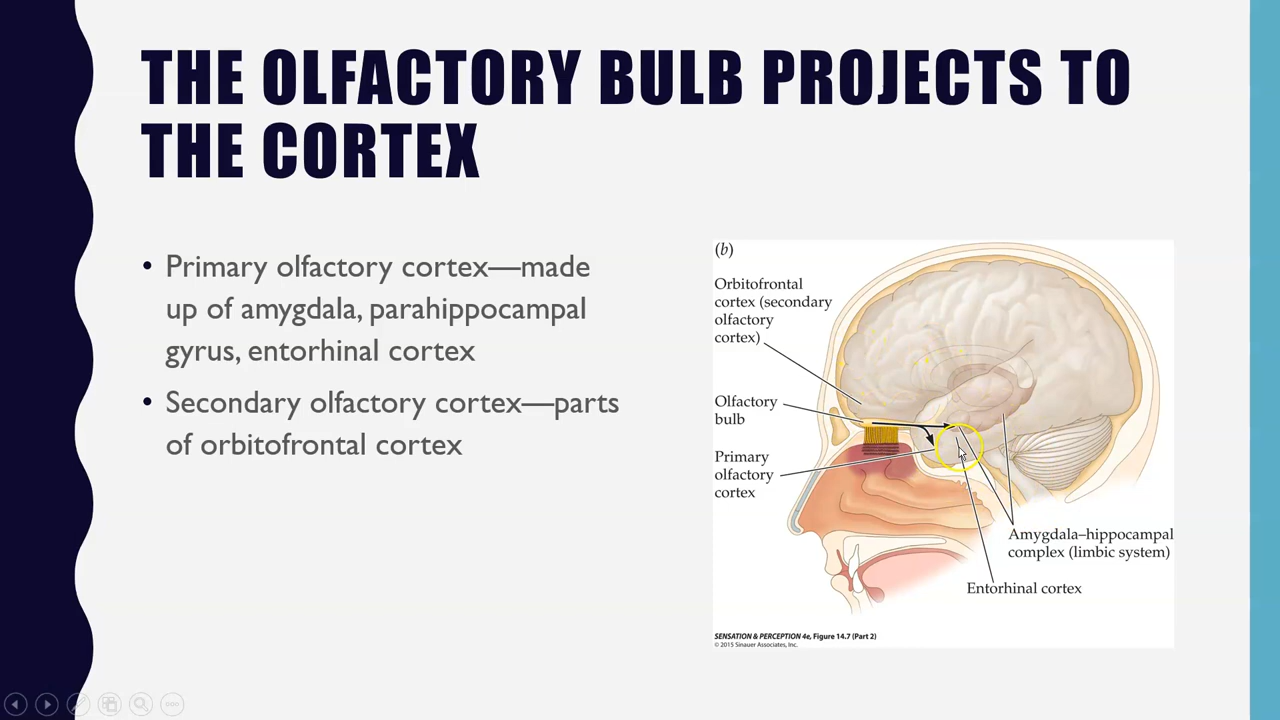 THE OLFACTORY BULB PROJECTS TO
THE CORTEX
• Primary olfactory cortex—made
up of amygdala, parahippocampal
gyrus, entorhinal cortex
• Secondary olfactory cortex—parts
of orbitofrontal cortex
(b)
Orbitofrontal
cortex (secondary
olfactory
cortex)
Olfactory
bulb
Primary
olfactory
cortex
Amygdala–hippocampal
complex (limbic system)
Entorhinal cortex
SENSATION & PERCEPTION 4e, Figure 14.7 (Part 2)
© 2015 Sinauer Associates, Inc.